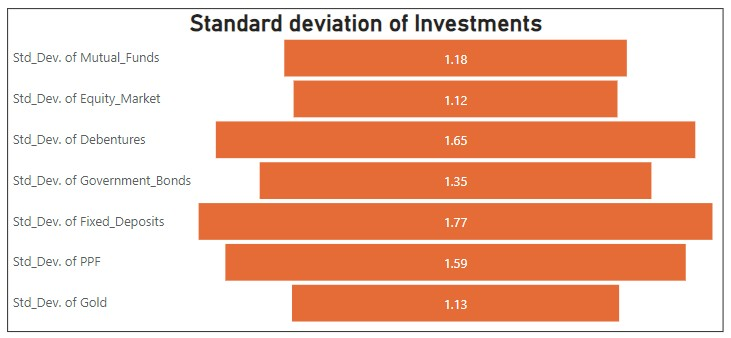 Standard deviation of Investments
Std_Dev. of Mutual_Funds 1.18
Std_Dev. of Equity_Market 1.12
Std_Dev. of Debentures 1.65
Std_Dev. of Government_Bonds 1.35
Std_Dev. of Fixed_Deposits 1.77
Std_Dev. of PPF 1.59
Std_Dev. of Gold 1.13